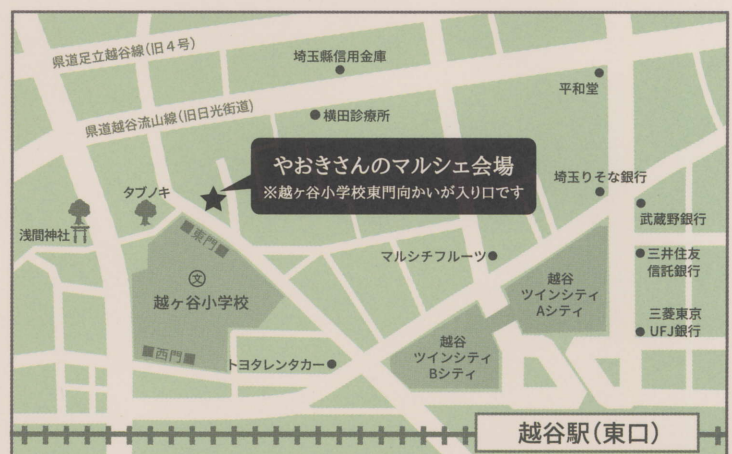 県道足立越谷線(旧4号)
埼玉縣信用金庫
平和堂
県道越谷流山線(旧日光街道)
横田診療所
やおきさんのマルシェ会場
※越ヶ谷小学校東門向かいが入り口です
タブノキ
浅間神社
埼玉りそな銀行
武蔵野銀行
■東門■
マルシチフルーツ
三井住友
信託銀行
文
越ヶ谷小学校
越谷
ツインシティ
Aシティ
三菱東京
UFJ銀行
越谷
ツインシティ
Bシティ
■西門■
トヨタレンタカー
越谷駅(東口)